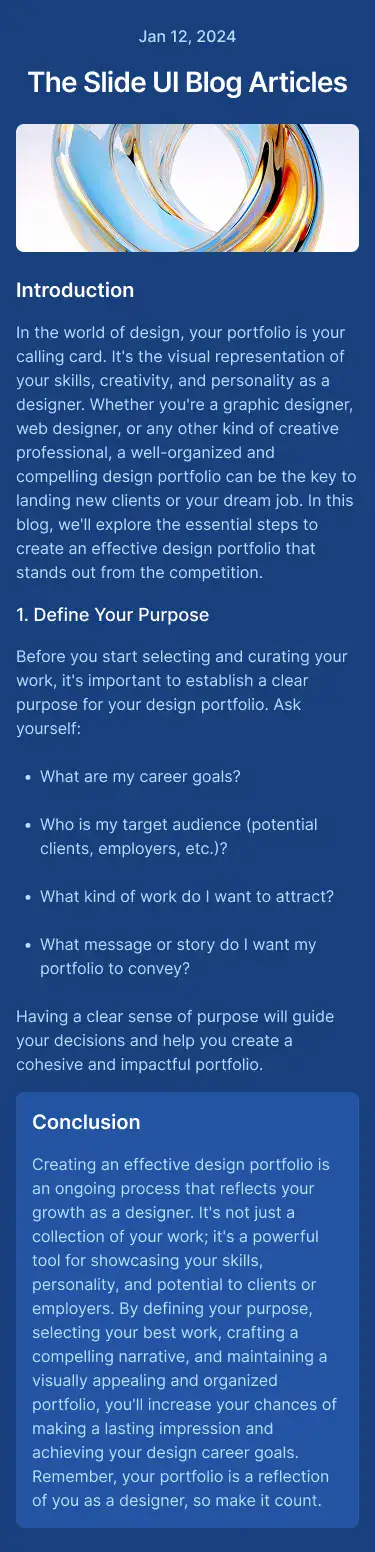 Jan 12, 2024
The Slide UI Blog Articles
Introduction
In the world of design, your portfolio is your
calling card. It's the visual representation of
your skills, creativity, and personality as a
designer. Whether you're a graphic designer,
web designer, or any other kind of creative
professional, a well-organized and
compelling design portfolio can be the key to
landing new clients or your dream job. In this
blog, we'll explore the essential steps to
create an effective design portfolio that
stands out from the competition.
1. Define Your Purpose
Before you start selecting and curating your
work, it's important to establish a clear
purpose for your design portfolio. Ask
yourself:
• What are my career goals?
• Who is my target audience (potential
clients, employers, etc.)?
• What kind of work do I want to attract?
• What message or story do I want my
portfolio to convey?
Having a clear sense of purpose will guide
your decisions and help you create a
cohesive and impactful portfolio.
Conclusion
Creating an effective design portfolio is
an ongoing process that reflects your
growth as a designer. It's not just a
collection of your work; it's a powerful
tool for showcasing your skills,
personality, and potential to clients or
employers. By defining your purpose,
selecting your best work, crafting a
compelling narrative, and maintaining a
visually appealing and organized
portfolio, you'll increase your chances of
making a lasting impression and
achieving your design career goals.
Remember, your portfolio is a reflection
of you as a designer, so make it count.